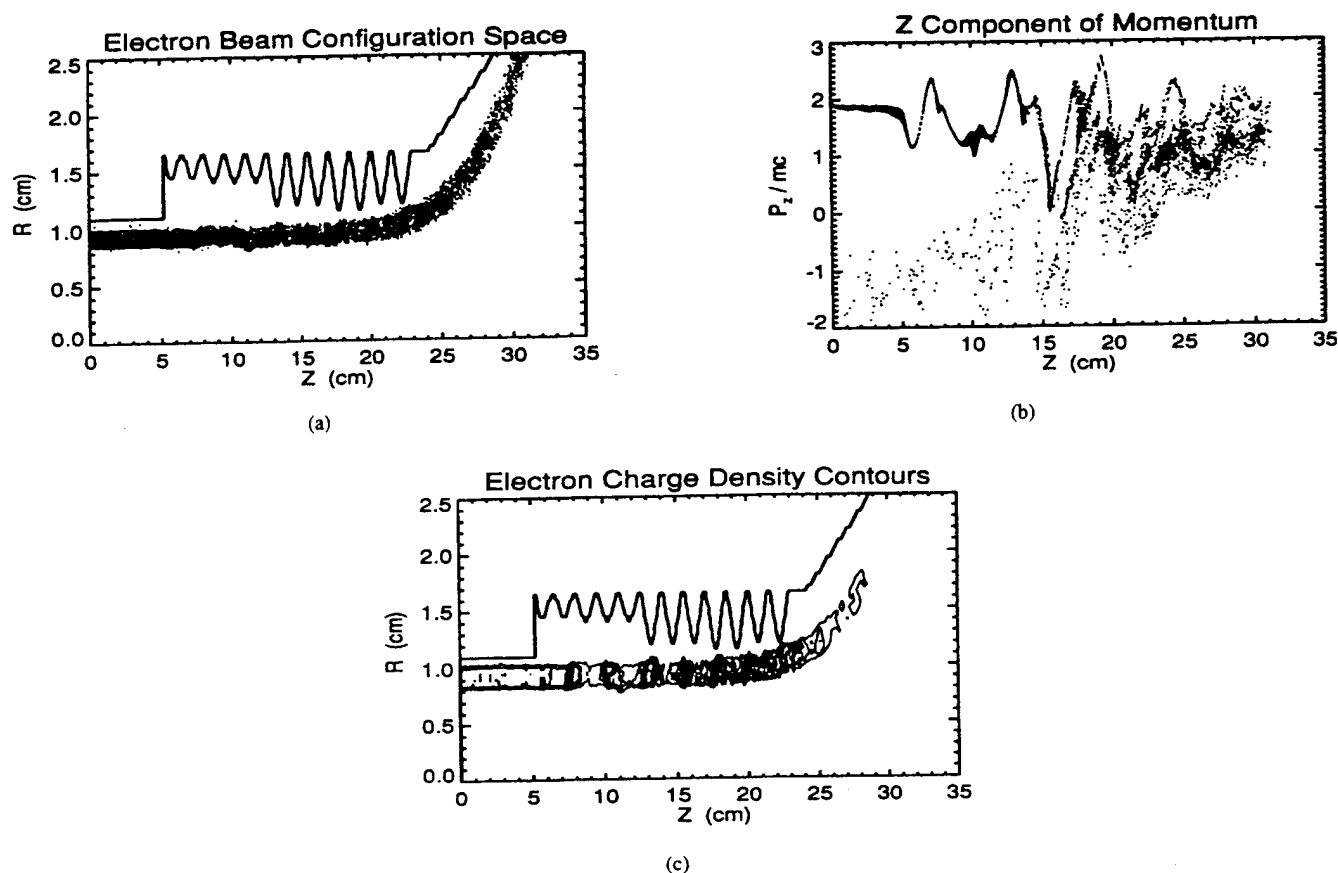 Electron Beam Configuration Space
2.5
2.0
1.5
1.0
0.5
0.0
R (cm)
0 5 10 15 20 25 30 35
Z (cm)
(a)
Z Component of Momentum
3
2
1
0
-1
-2
P_z / mc
0 5 10 15 20 25 30 35
Z (cm)
(b)
Electron Charge Density Contours
2.5
2.0
1.5
1.0
0.5
0.0
R (cm)
0 5 10 15 20 25 30 35
Z (cm)
(c)